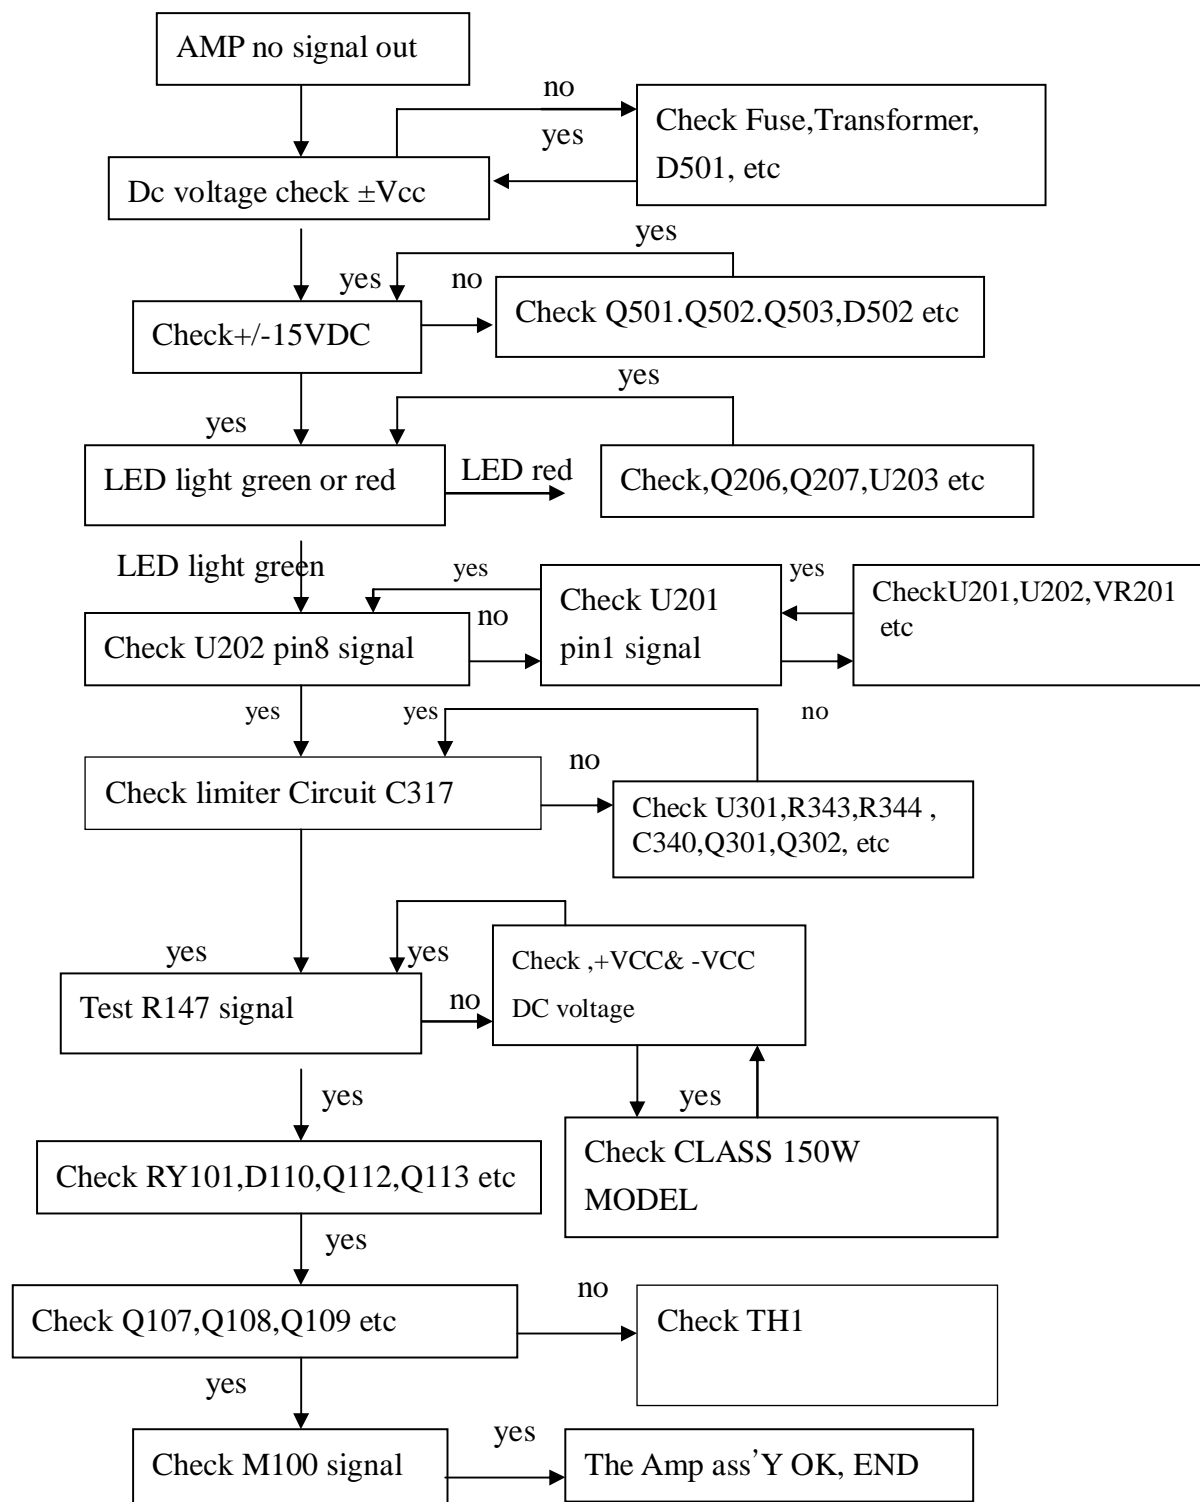 AMP no signal out
no
Check Fuse,Transformer,
D501, etc
yes
Dc voltage check ±Vcc
yes
yes
no
Check Q501.Q502.Q503,D502 etc
Check+/-15VDC
yes
yes
LED light green or red
LED red
Check,Q206,Q207,U203 etc
LED light green
yes
yes
Check U201
pin1 signal
CheckU201,U202,VR201
etc
no
Check U202 pin8 signal
yes
yes
no
Check limiter Circuit C317
no
Check U301,R343,R344 ,
C340,Q301,Q302, etc
yes
yes
Check ,+VCC& -VCC
DC voltage
Test R147 signal
no
yes
yes
Check CLASS 150W
MODEL
Check RY101,D110,Q112,Q113 etc
yes
no
Check Q107,Q108,Q109 etc
Check TH1
yes
yes
Check M100 signal
The Amp ass’Y OK, END